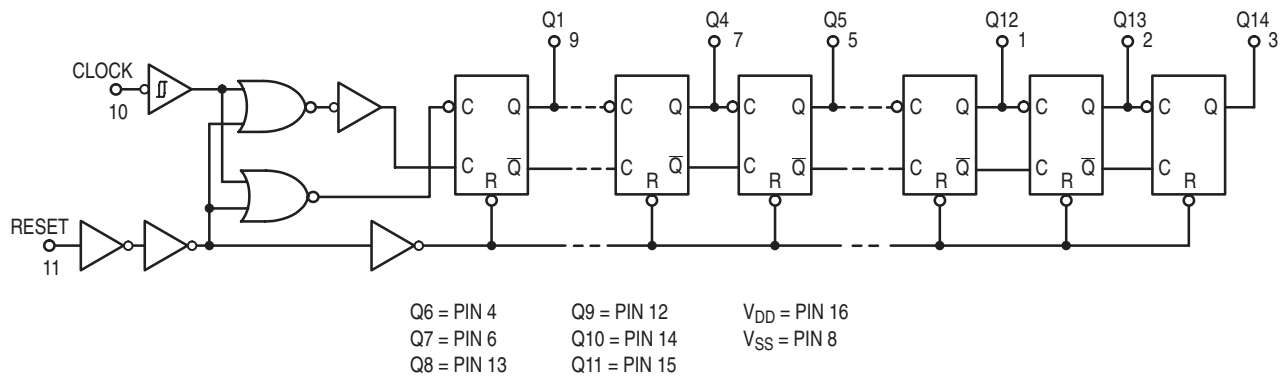 Q1 Q4 Q5 Q12 Q13 Q14
9 7 5 1 2 3
CLOCK
10
C Q C Q C Q C Q C Q C Q
C Q̅ C Q̅ C Q̅ C Q̅ C Q̅ C
R R R R R R
RESET
11
Q6 = PIN 4 Q9 = PIN 12 V_DD = PIN 16
Q7 = PIN 6 Q10 = PIN 14 V_SS = PIN 8
Q8 = PIN 13 Q11 = PIN 15